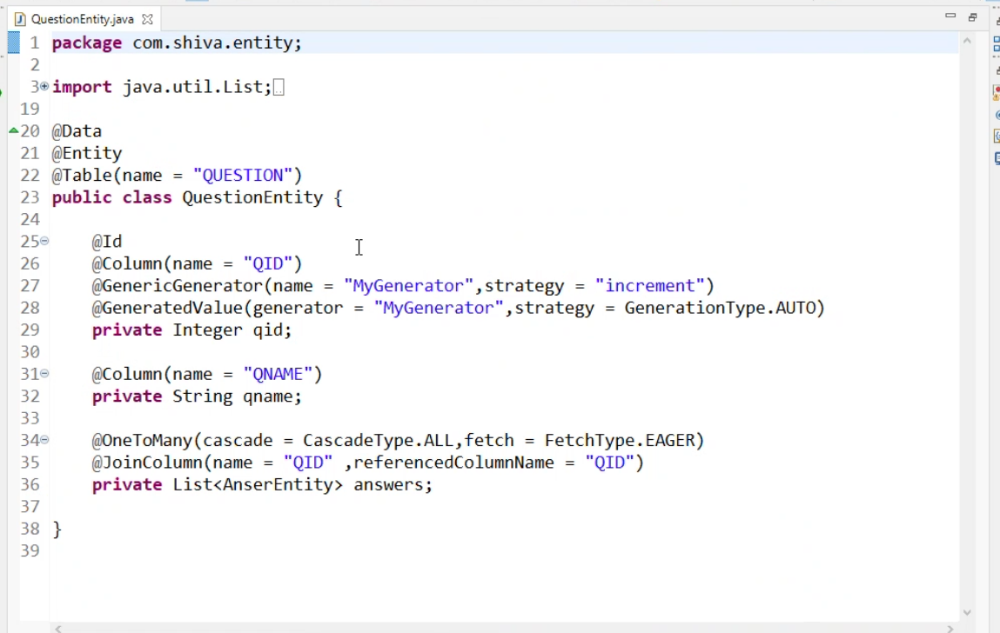 QuestionEntity.java
1 package com.shiva.entity;
2
3 import java.util.List;
19
20 @Data
21 @Entity
22 @Table(name = "QUESTION")
23 public class QuestionEntity {
24
25 @Id
26 @Column(name = "QID")
27 @GenericGenerator(name = "MyGenerator",strategy = "increment")
28 @GeneratedValue(generator = "MyGenerator",strategy = GenerationType.AUTO)
29 private Integer qid;
30
31 @Column(name = "QNAME")
32 private String qname;
33
34 @OneToMany(cascade = CascadeType.ALL,fetch = FetchType.EAGER)
35 @JoinColumn(name = "QID" ,referencedColumnName = "QID")
36 private List<AnserEntity> answers;
37
38 }
39